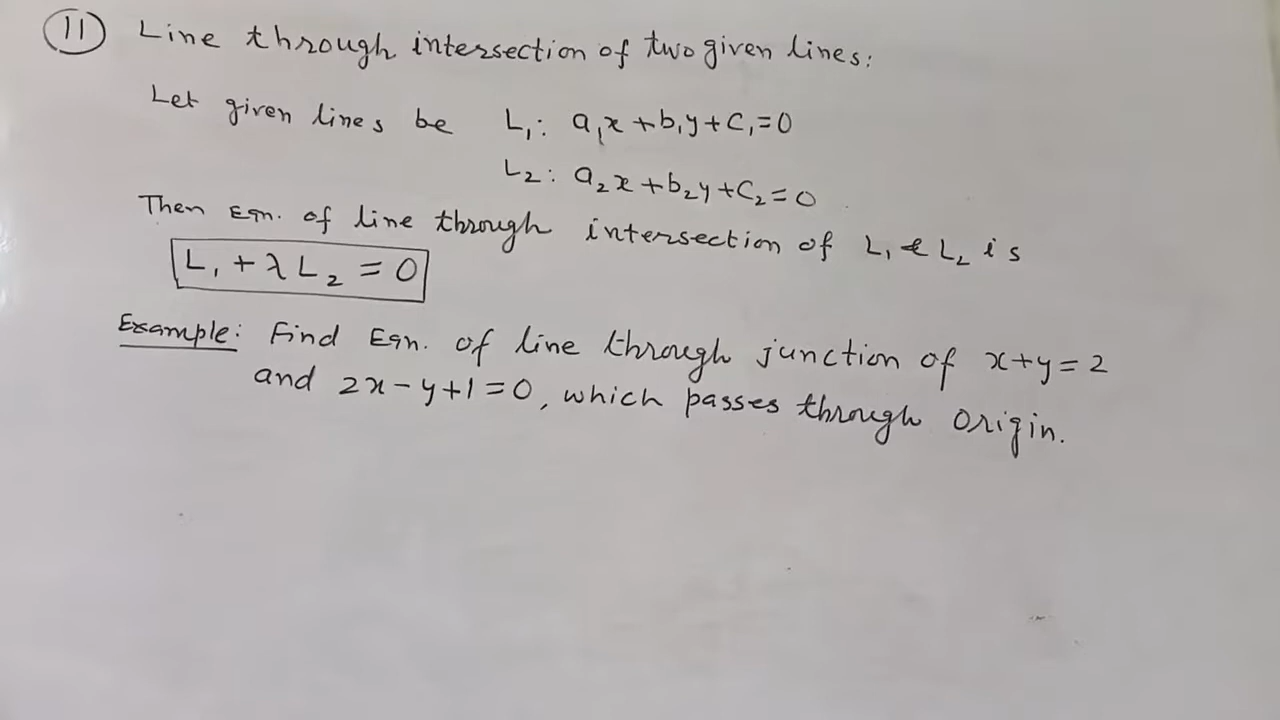 11 Line through intersection of two given lines:
Let given lines be L₁: a₁x+b₁y+C₁=0
L₂: a₂x+b₂y+C₂=0
Then Eqn. of line through intersection of L₁ & L₂ is
L₁+λL₂=0
Example: Find Eqn. of line through junction of x+y=2
and 2x-y+1=0, which passes through origin.